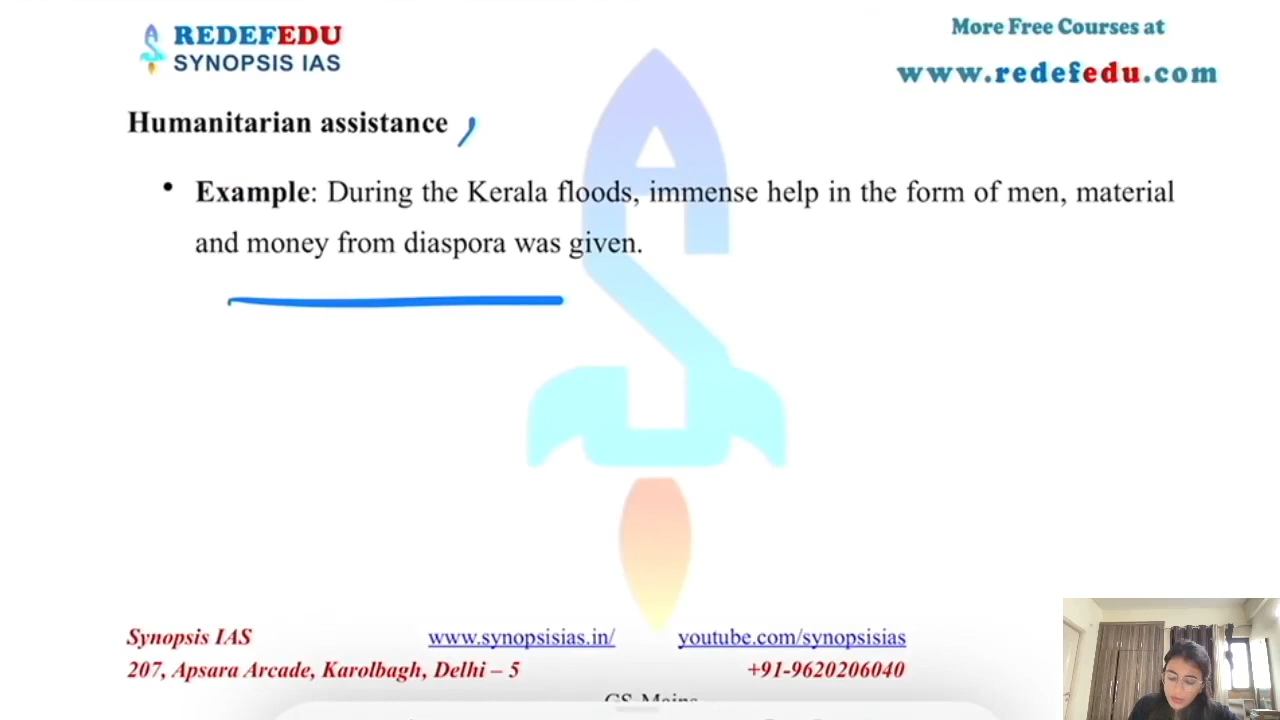 REDEFEDU
SYNOPSIS IAS
More Free Courses at
www.redefedu.com
Humanitarian assistance
• Example: During the Kerala floods, immense help in the form of men, material
and money from diaspora was given.
Synopsis IAS
www.synopsisias.in/
youtube.com/synopsisias
207, Apsara Arcade, Karolbagh, Delhi – 5
+91-9620206040
GS Mains